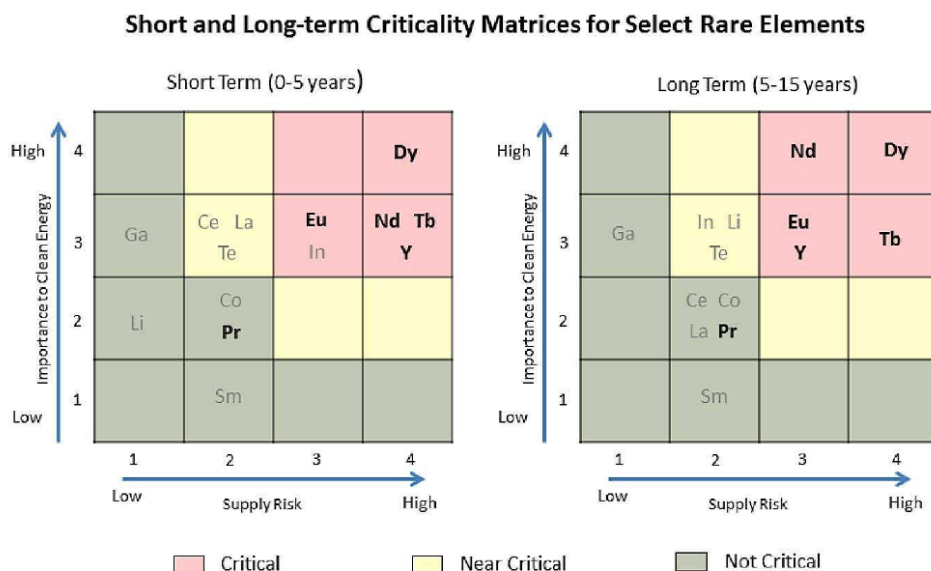 Short and Long-term Criticality Matrices for Select Rare Elements
Short Term (0-5 years)
Importance to Clean Energy
High
Low
4
3
2
1
Dy
Ga
Ce La
Te
Eu
In
Nd Tb
Y
Li
Co
Pr
Sm
1 2 3 4
Low
Supply Risk
High
Long Term (5-15 years)
Importance to Clean Energy
High
Low
4
3
2
1
Nd
Dy
Ga
In Li
Te
Eu
Y
Tb
Ce Co
La Pr
Sm
1 2 3 4
Low
Supply Risk
High
Critical
Near Critical
Not Critical